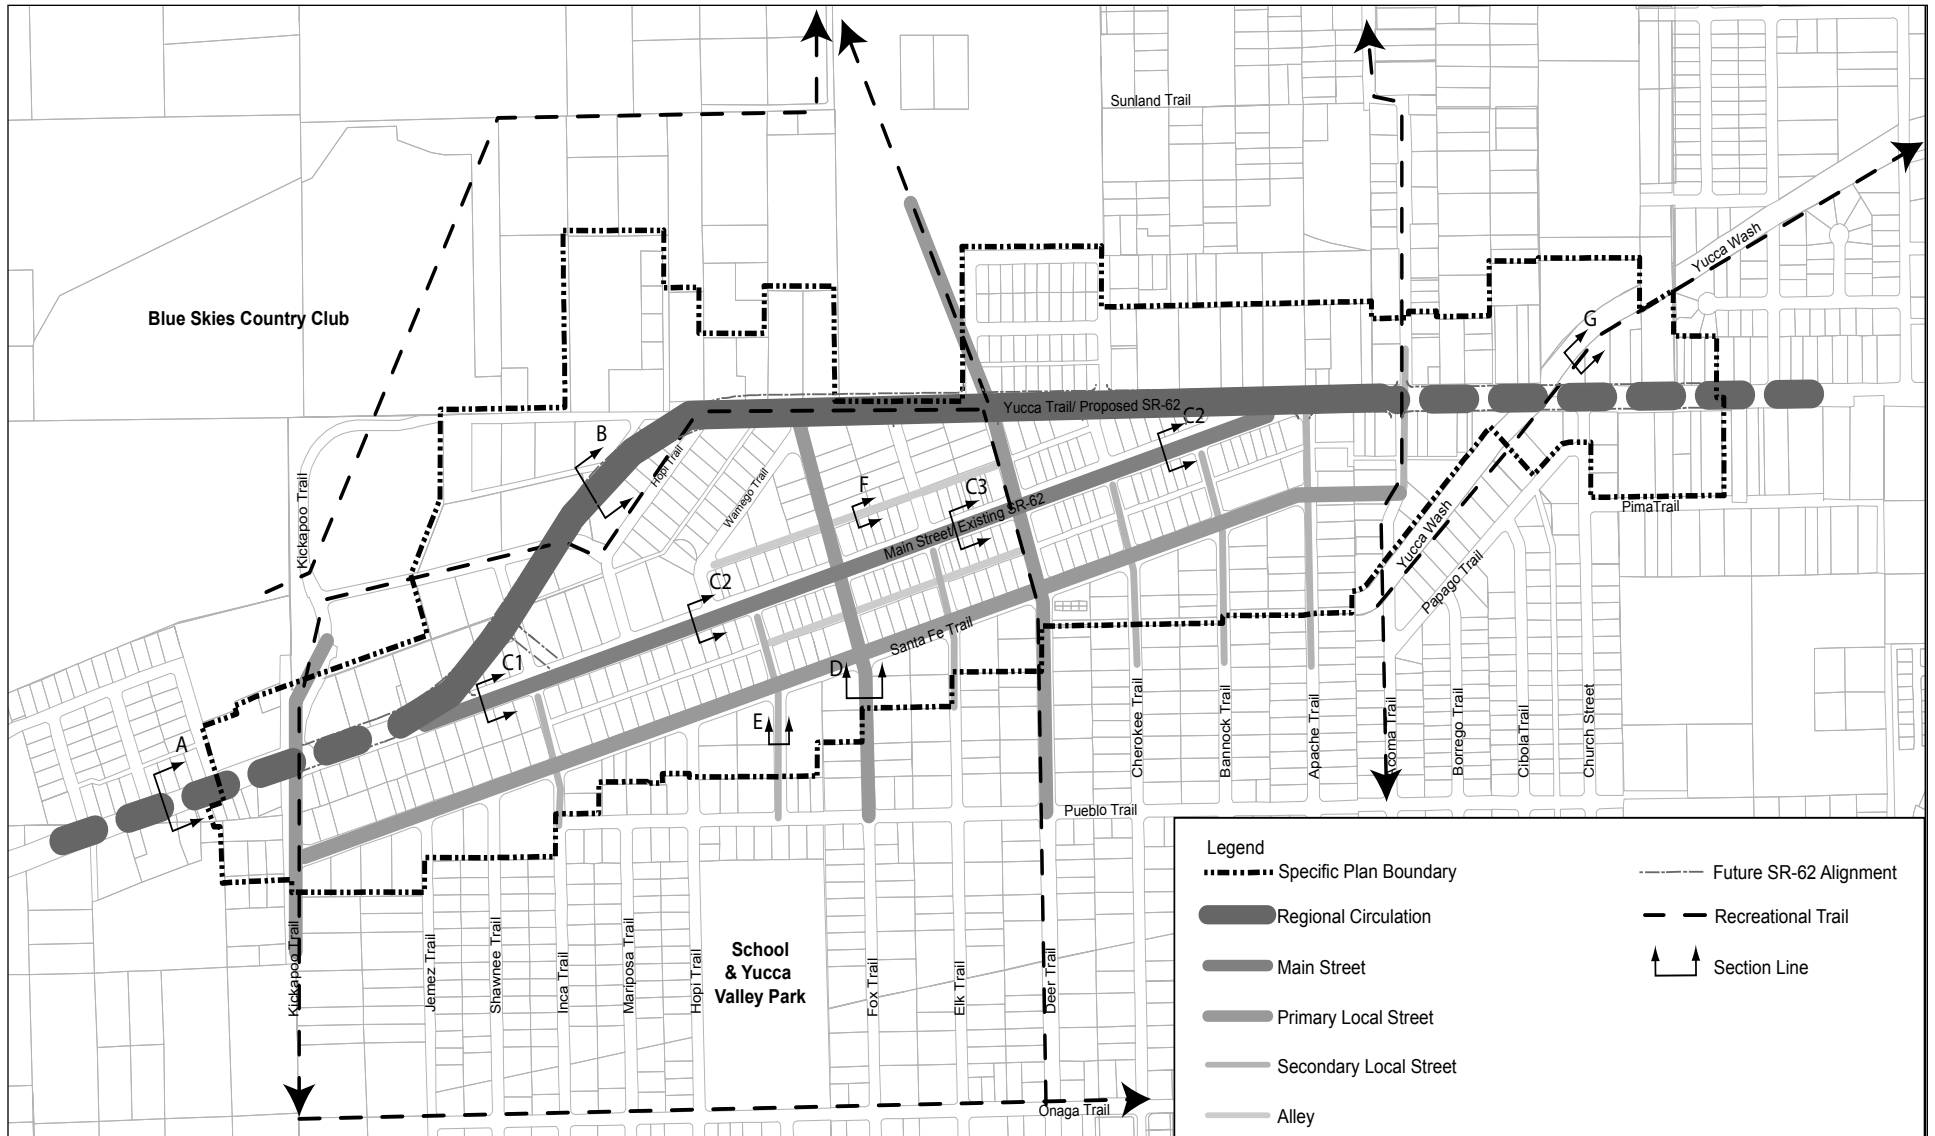 Sunland Trail
Yucca Wash
Blue Skies Country Club
G
Yucca Trail/ Proposed SR-62
C2
B
Hopi Trail
Wamego Trail
F
C3
Main Street/ Existing SR-62
Kickapoo Trail
PimaTrail
Yucca Wash
Papago Trail
C2
Santa Fe Trail
C1
D
E
A
Cherokee Trail
Bannock Trail
Apache Trail
Acoma Trail
Borrego Trail
CibolaTrail
Church Street
Pueblo Trail
Kickapoo Trail
Jemez Trail
Shawnee Trail
Inca Trail
Mariposa Trail
Hopi Trail
School
& Yucca
Valley Park
Fox Trail
Elk Trail
Deer Trail
Onaga Trail
Legend
Specific Plan Boundary
Regional Circulation
Main Street
Primary Local Street
Secondary Local Street
Alley
Future SR-62 Alignment
Recreational Trail
Section Line